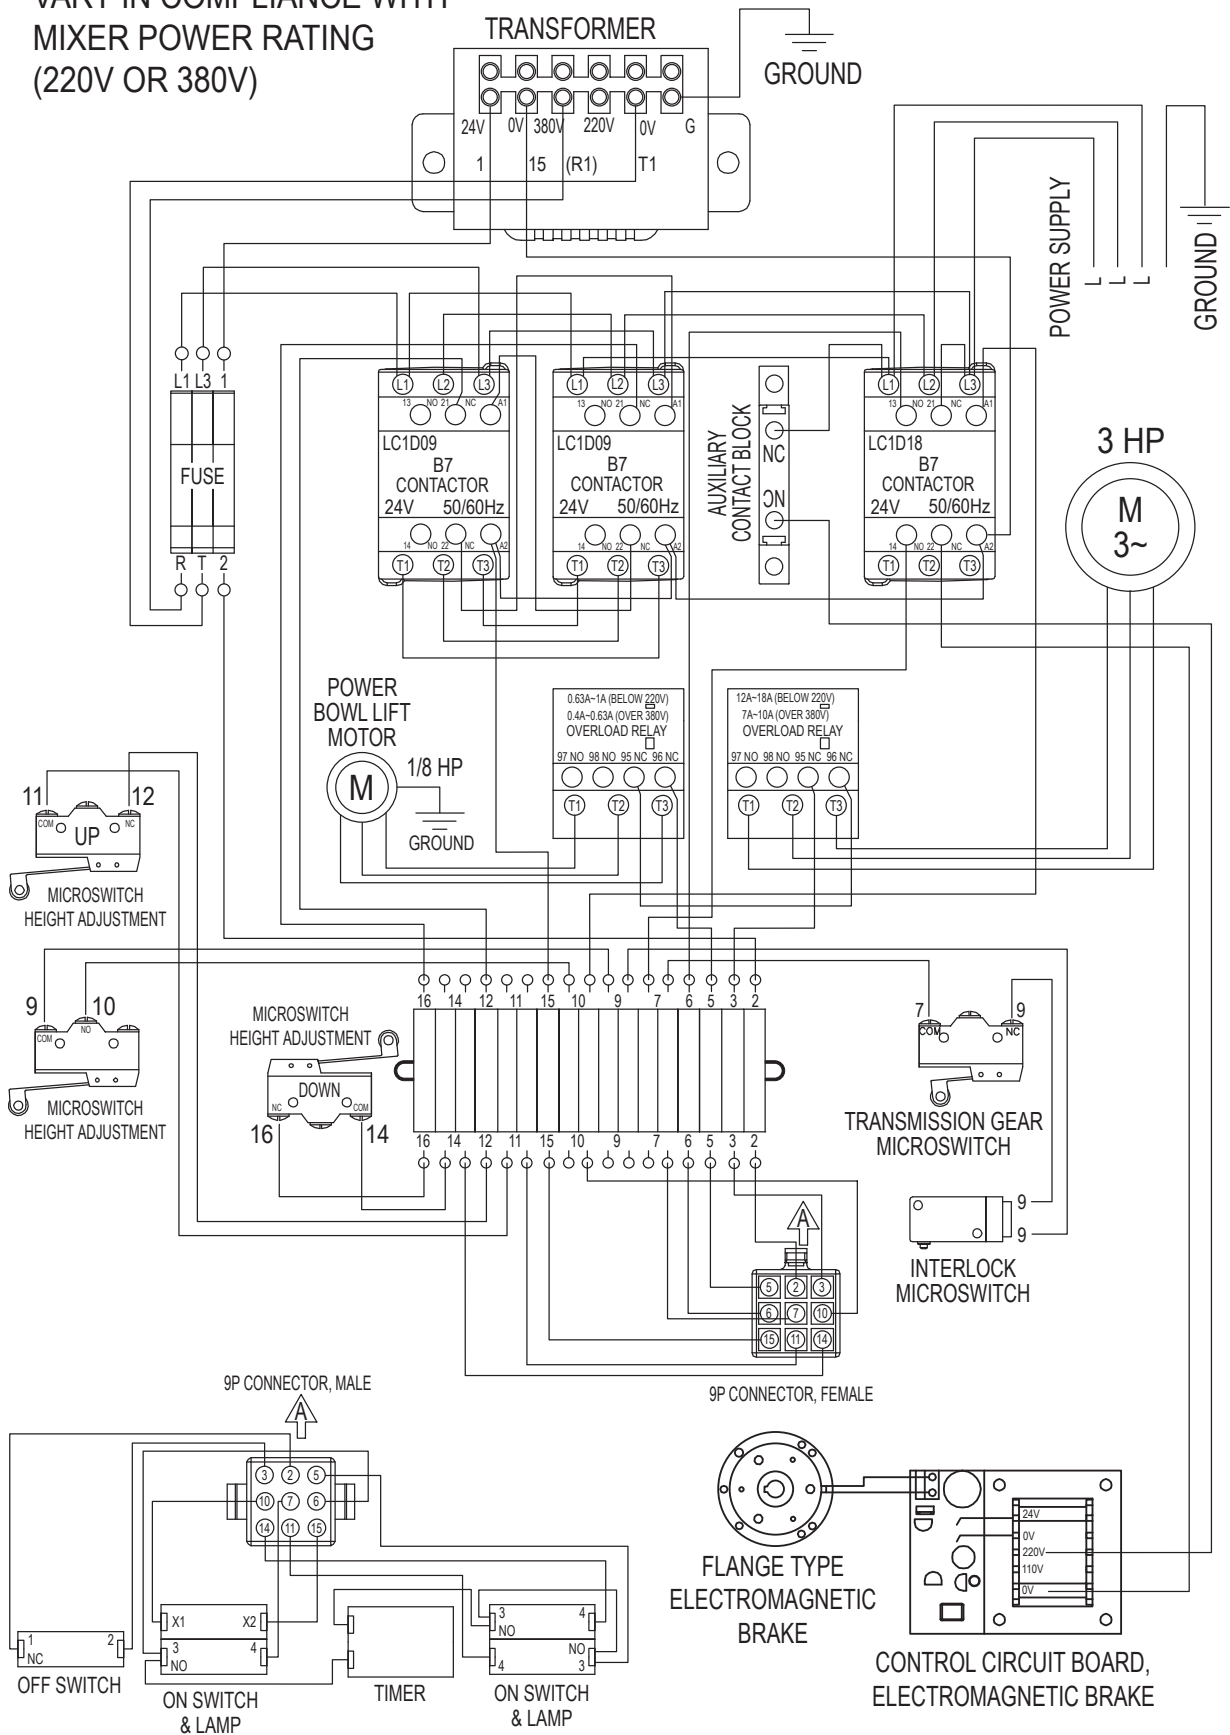 VARY IN COMPLIANCE WITH
MIXER POWER RATING
(220V OR 380V)
TRANSFORMER
GROUND
24V 0V 380V 220V 0V G
1 15 (R1) T1
POWER SUPPLY
L
L
L
GROUND
L1 L3 1
FUSE
R T 2
L1 L2 L3
13 NO 21 NC A1
LC1D09
B7
CONTACTOR
24V 50/60Hz
14 NO 22 NC A2
T1 T2 T3
L1 L2 L3
13 NO 21 NC A1
LC1D09
B7
CONTACTOR
24V 50/60Hz
14 NO 22 NC A2
T1 T2 T3
AUXILIARY
CONTACT BLOCK
NC
NC
L1 L2 L3
13 NO 21 NC A1
LC1D18
B7
CONTACTOR
24V 50/60Hz
14 NO 22 NC A2
T1 T2 T3
3 HP
M
3~
POWER
BOWL LIFT
MOTOR
M
1/8 HP
GROUND
0.63A~1A (BELOW 220V)
0.4A~0.63A (OVER 380V)
OVERLOAD RELAY
97 NO 98 NO 95 NC 96 NC
T1 T2 T3
12A~18A (BELOW 220V)
7A~10A (OVER 380V)
OVERLOAD RELAY
97 NO 98 NO 95 NC 96 NC
T1 T2 T3
11 12
COM NC
UP
MICROSWITCH
HEIGHT ADJUSTMENT
9 10
COM NO
MICROSWITCH
HEIGHT ADJUSTMENT
MICROSWITCH
HEIGHT ADJUSTMENT
DOWN
NC COM
16 14
16 14 12 11 15 10 9 7 6 5 3 2
16 14 12 11 15 10 9 7 6 5 3 2
7 9
COM NC
TRANSMISSION GEAR
MICROSWITCH
9
9
INTERLOCK
MICROSWITCH
A
5 2 3
6 7 10
15 11 14
9P CONNECTOR, FEMALE
9P CONNECTOR, MALE
A
3 2 5
10 7 6
14 11 15
1 2
NC
OFF SWITCH
X1 X2
3 4
NO
ON SWITCH
& LAMP
TIMER
3 4
NO
NO
4 3
ON SWITCH
& LAMP
FLANGE TYPE
ELECTROMAGNETIC
BRAKE
24V
0V
220V
110V
0V
CONTROL CIRCUIT BOARD,
ELECTROMAGNETIC BRAKE